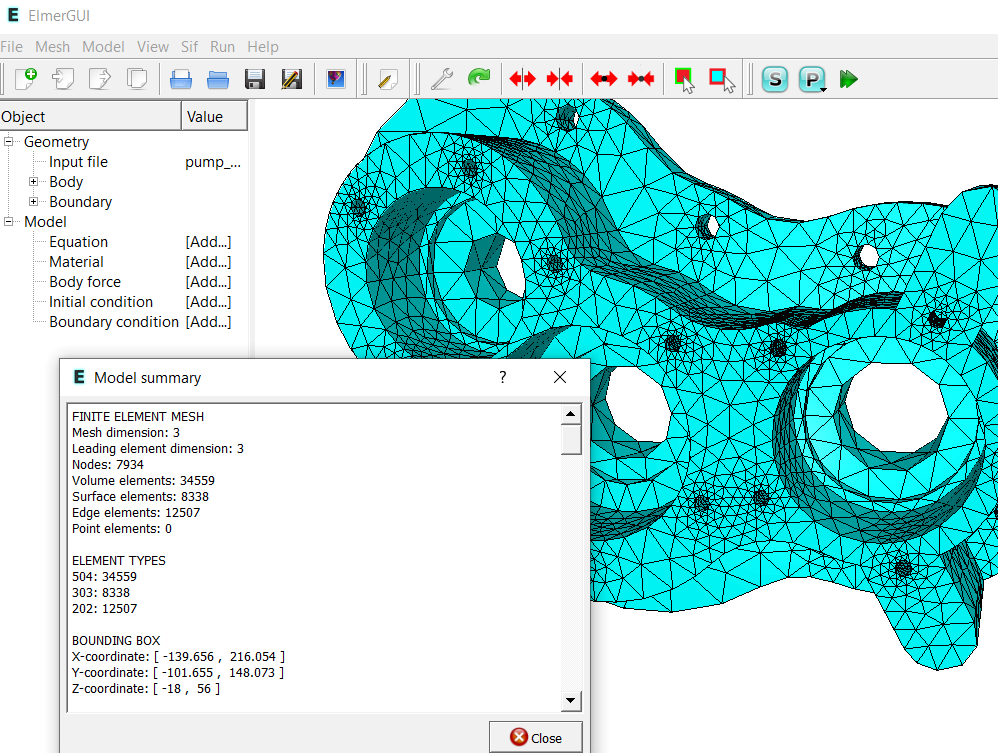 E ElmerGUI
File Mesh Model View Sif Run Help
S P
Object Value
Geometry
Input file pump_...
Body
Boundary
Model
Equation [Add...]
Material [Add...]
Body force [Add...]
Initial condition [Add...]
Boundary condition [Add...]
E Model summary ?
FINITE ELEMENT MESH
Mesh dimension: 3
Leading element dimension: 3
Nodes: 7934
Volume elements: 34559
Surface elements: 8338
Edge elements: 12507
Point elements: 0
ELEMENT TYPES
504: 34559
303: 8338
202: 12507
BOUNDING BOX
X-coordinate: [ -139.656 , 216.054 ]
Y-coordinate: [ -101.655 , 148.073 ]
Z-coordinate: [ -18 , 56 ]
Close